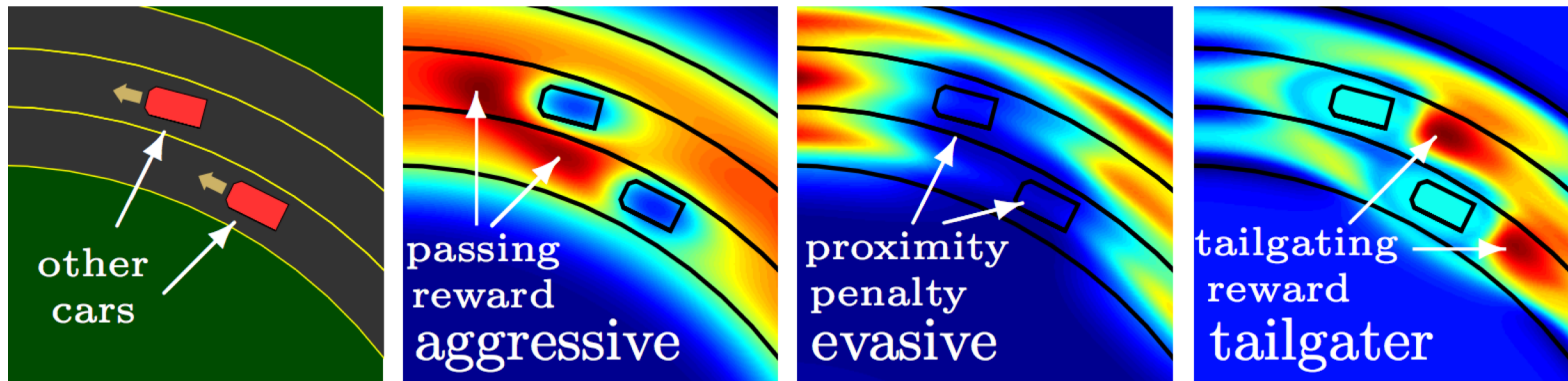 other
cars
passing
reward
aggressive
proximity
penalty
evasive
tailgating
reward
tailgater